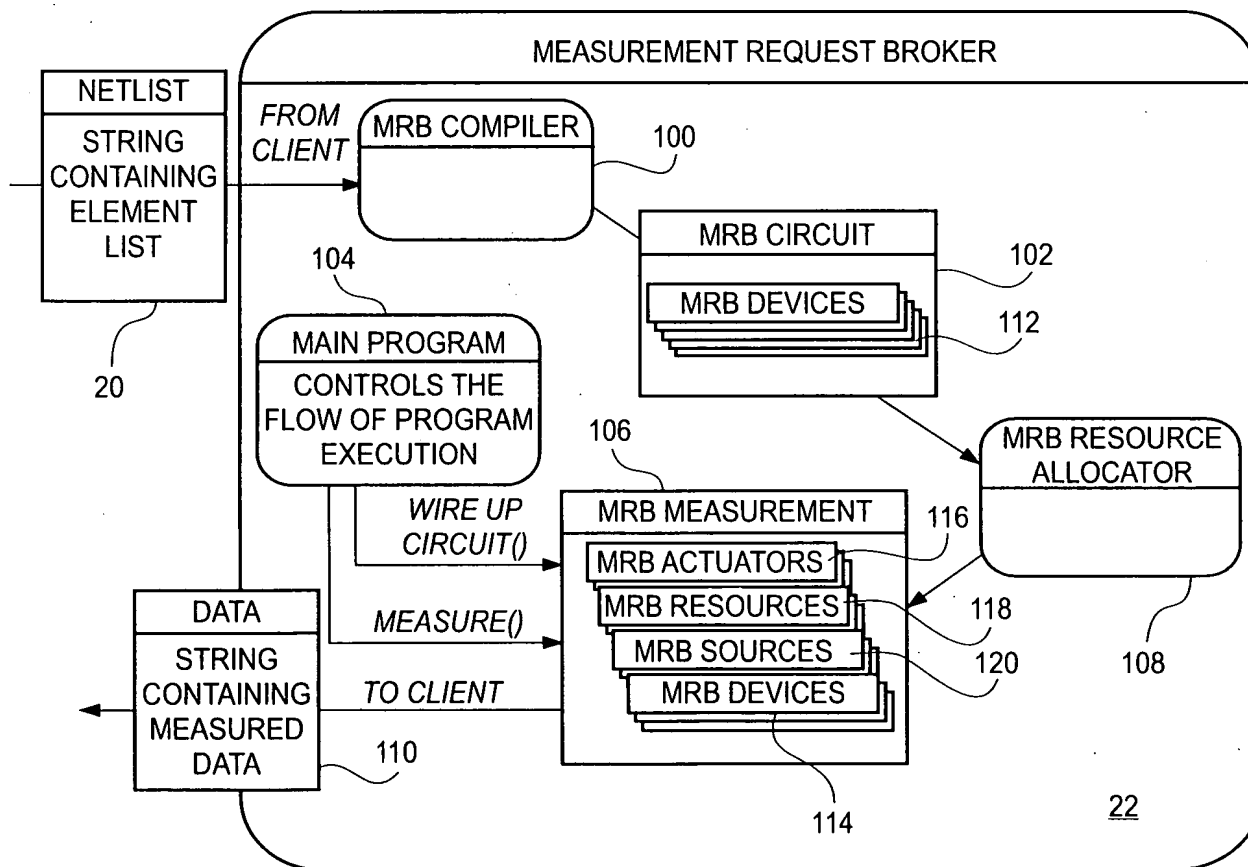 MEASUREMENT REQUEST BROKER
NETLIST
STRING
CONTAINING
ELEMENT
LIST
20
FROM
CLIENT
MRB COMPILER
100
MRB CIRCUIT
MRB DEVICES
102
112
104
MAIN PROGRAM
CONTROLS THE
FLOW OF PROGRAM
EXECUTION
WIRE UP
CIRCUIT()
MEASURE()
106
MRB MEASUREMENT
MRB ACTUATORS
116
MRB RESOURCES
118
MRB SOURCES
120
MRB DEVICES
114
MRB RESOURCE
ALLOCATOR
108
DATA
STRING
CONTAINING
MEASURED
DATA
110
TO CLIENT
22